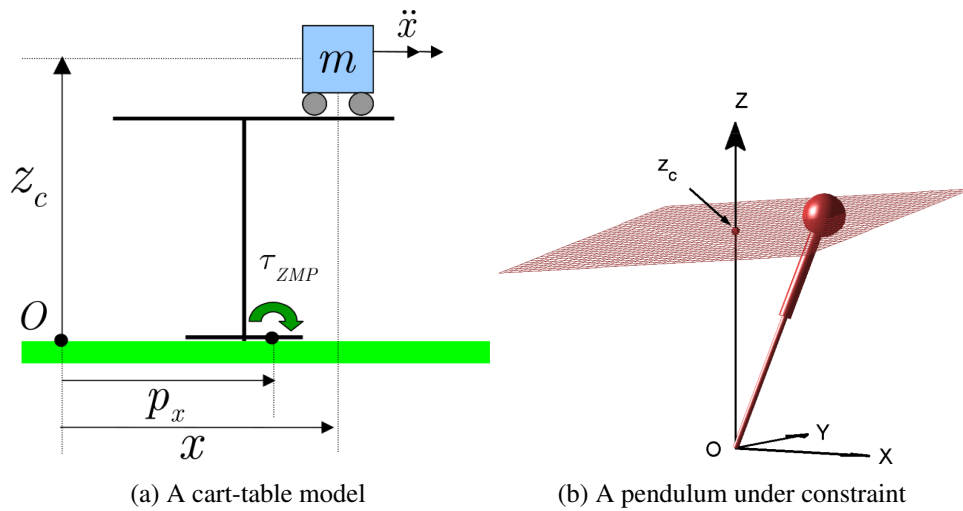 ẍ
m
z_c
τ_ZMP
O
p_x
x
Z
z_c
O
Y
X
(a) A cart-table model
(b) A pendulum under constraint